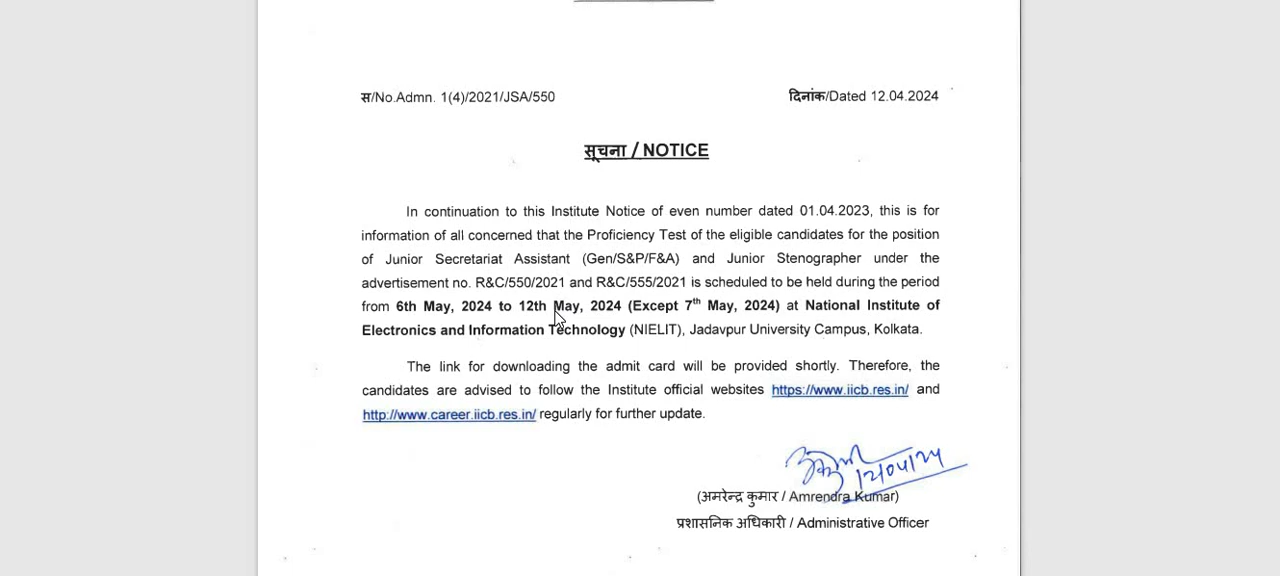 स/No.Admn. 1(4)/2021/JSA/550 दिनांक/Dated 12.04.2024
सूचना / NOTICE
In continuation to this Institute Notice of even number dated 01.04.2023, this is for
information of all concerned that the Proficiency Test of the eligible candidates for the position
of Junior Secretariat Assistant (Gen/S&P/F&A) and Junior Stenographer under the
advertisement no. R&C/550/2021 and R&C/555/2021 is scheduled to be held during the period
from 6th May, 2024 to 12th May, 2024 (Except 7th May, 2024) at National Institute of
Electronics and Information Technology (NIELIT), Jadavpur University Campus, Kolkata.
The link for downloading the admit card will be provided shortly. Therefore, the
candidates are advised to follow the Institute official websites https://www.iicb.res.in/ and
http://www.career.iicb.res.in/ regularly for further update.
12/04/24
(अमरेन्द्र कुमार / Amrendra Kumar)
प्रशासनिक अधिकारी / Administrative Officer